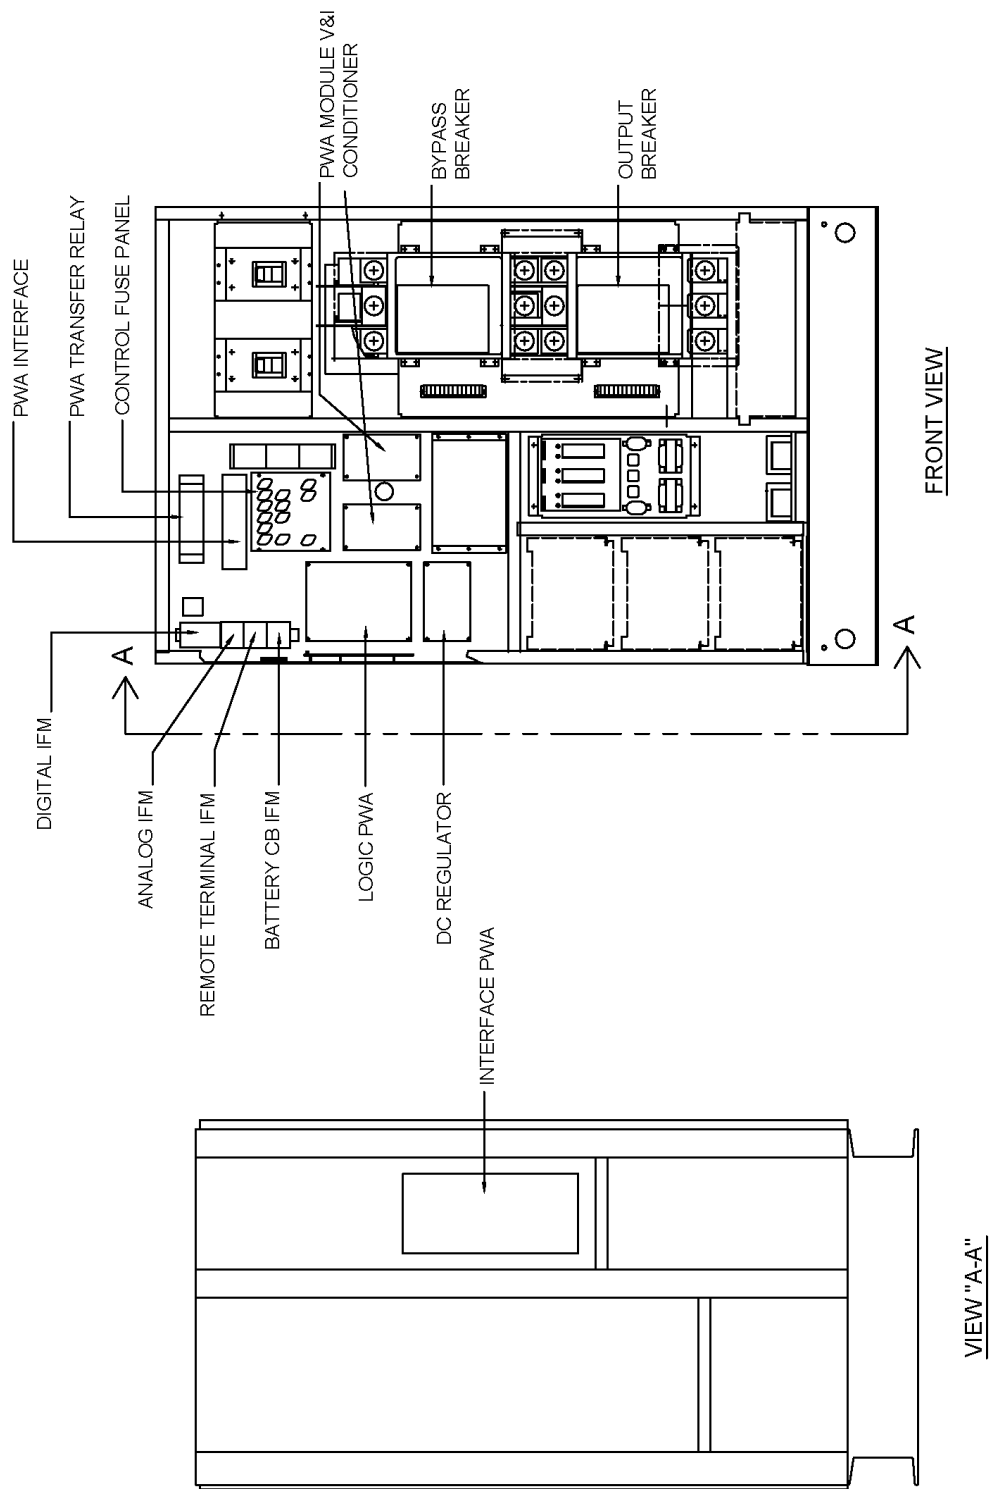 PWA INTERFACE
PWA TRANSFER RELAY
CONTROL FUSE PANEL
PWA MODULE V&I
CONDITIONER
BYPASS
BREAKER
OUTPUT
BREAKER
FRONT VIEW
A
A
DIGITAL IFM
ANALOG IFM
REMOTE TERMINAL IFM
BATTERY CB IFM
LOGIC PWA
DC REGULATOR
INTERFACE PWA
VIEW "A-A"